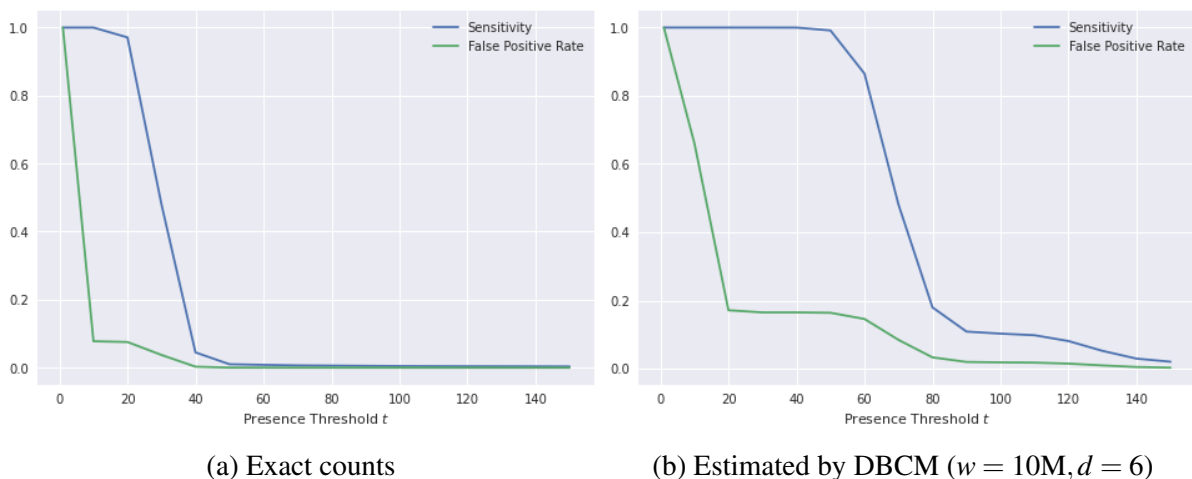 1.0
0.8
0.6
0.4
0.2
0.0
Sensitivity
False Positive Rate
0 20 40 60 80 100 120 140
Presence Threshold t
(a) Exact counts
1.0
0.8
0.6
0.4
0.2
0.0
Sensitivity
False Positive Rate
0 20 40 60 80 100 120 140
Presence Threshold t
(b) Estimated by DBCM (w = 10M, d = 6)